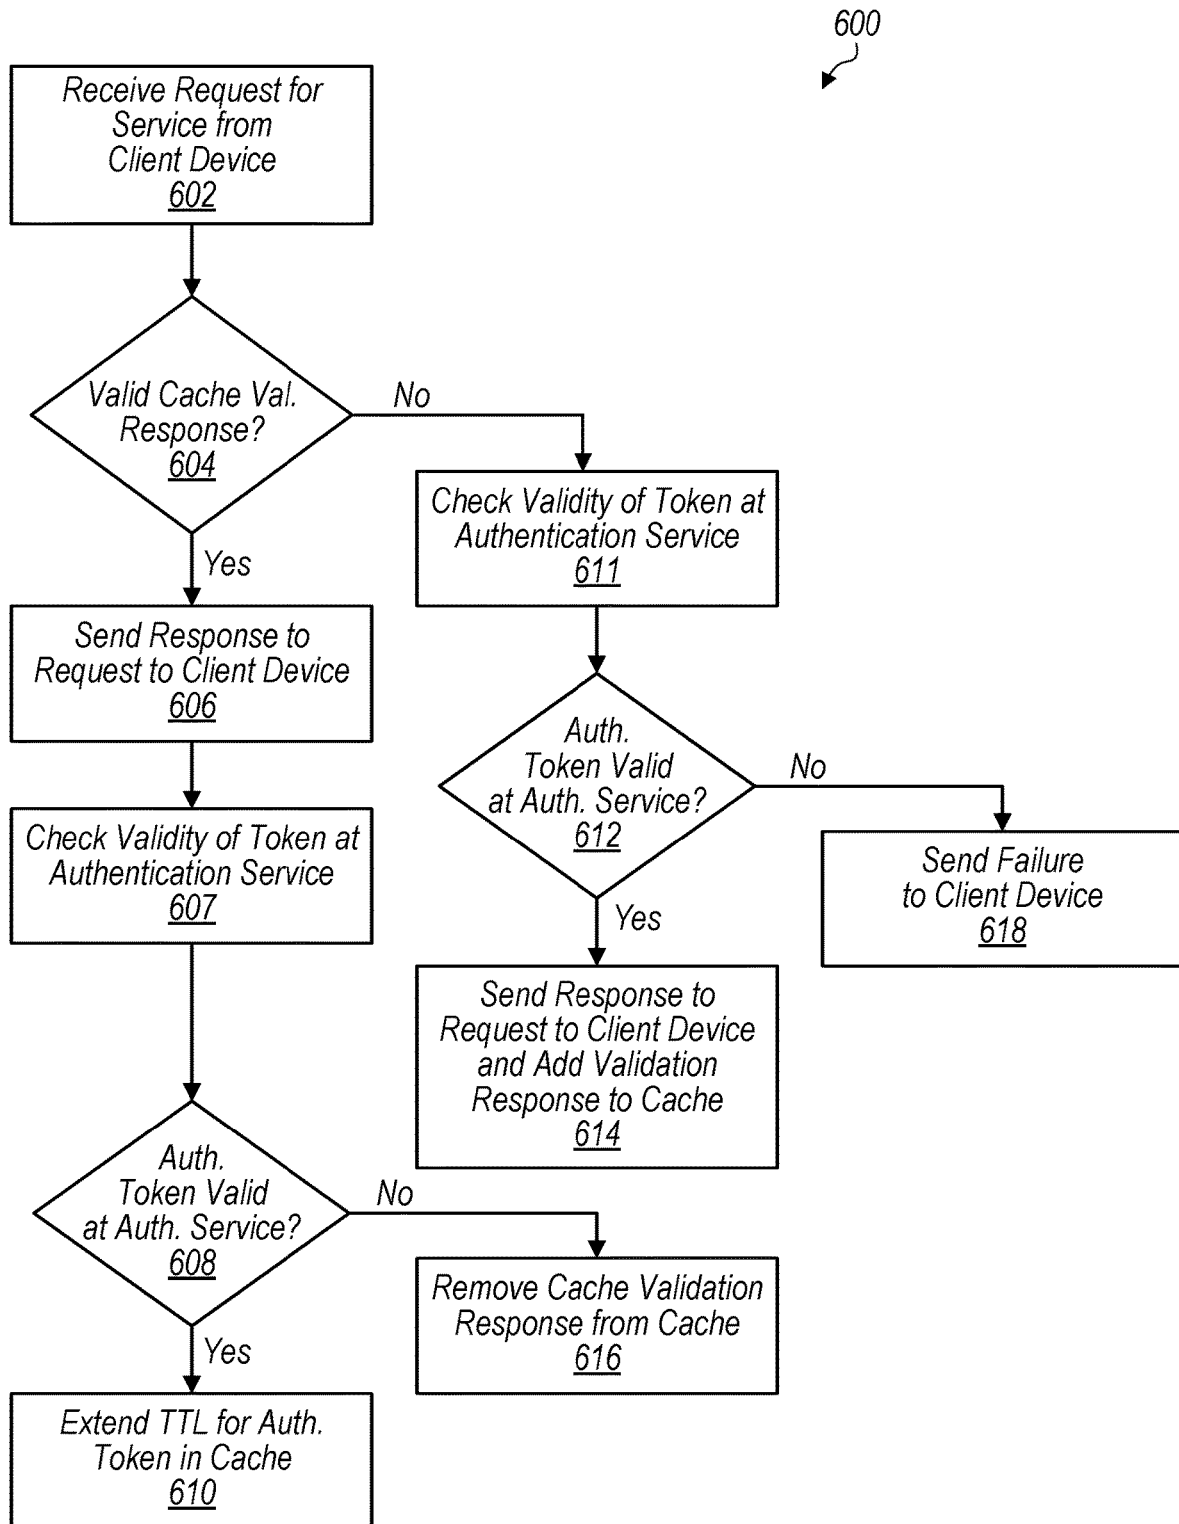 600
Receive Request for
Service from
Client Device
602
Valid Cache Val.
Response?
604
No
Yes
Send Response to
Request to Client Device
606
Check Validity of Token at
Authentication Service
607
Auth.
Token Valid
at Auth. Service?
608
No
Yes
Extend TTL for Auth.
Token in Cache
610
Remove Cache Validation
Response from Cache
616
Check Validity of Token at
Authentication Service
611
Auth.
Token Valid
at Auth. Service?
612
No
Yes
Send Response to
Request to Client Device
and Add Validation
Response to Cache
614
Send Failure
to Client Device
618